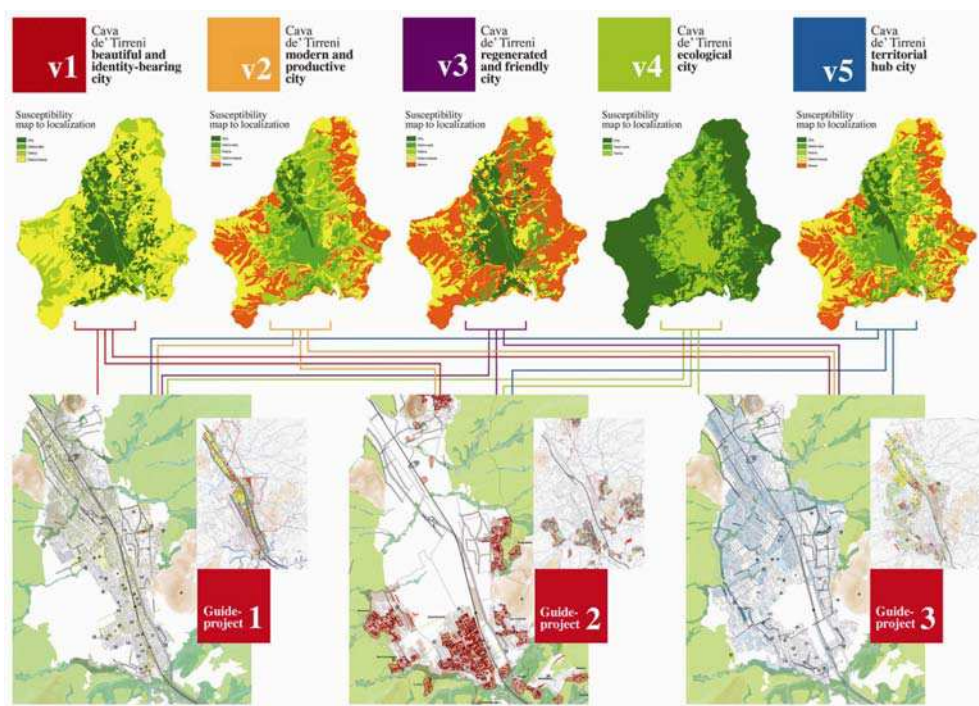 v1
Cava
de' Tirreni
beautiful and
identity-bearing
city
v2
Cava
de' Tirreni
modern and
productive
city
v3
Cava
de' Tirreni
regenerated
and friendly
city
v4
Cava
de' Tirreni
ecological
city
v5
Cava
de' Tirreni
territorial
hub city
Susceptibility
map to localization
Susceptibility
map to localization
Susceptibility
map to localization
Susceptibility
map to localization
Susceptibility
map to localization
Guide-
project 1
Guide-
project 2
Guide-
project 3